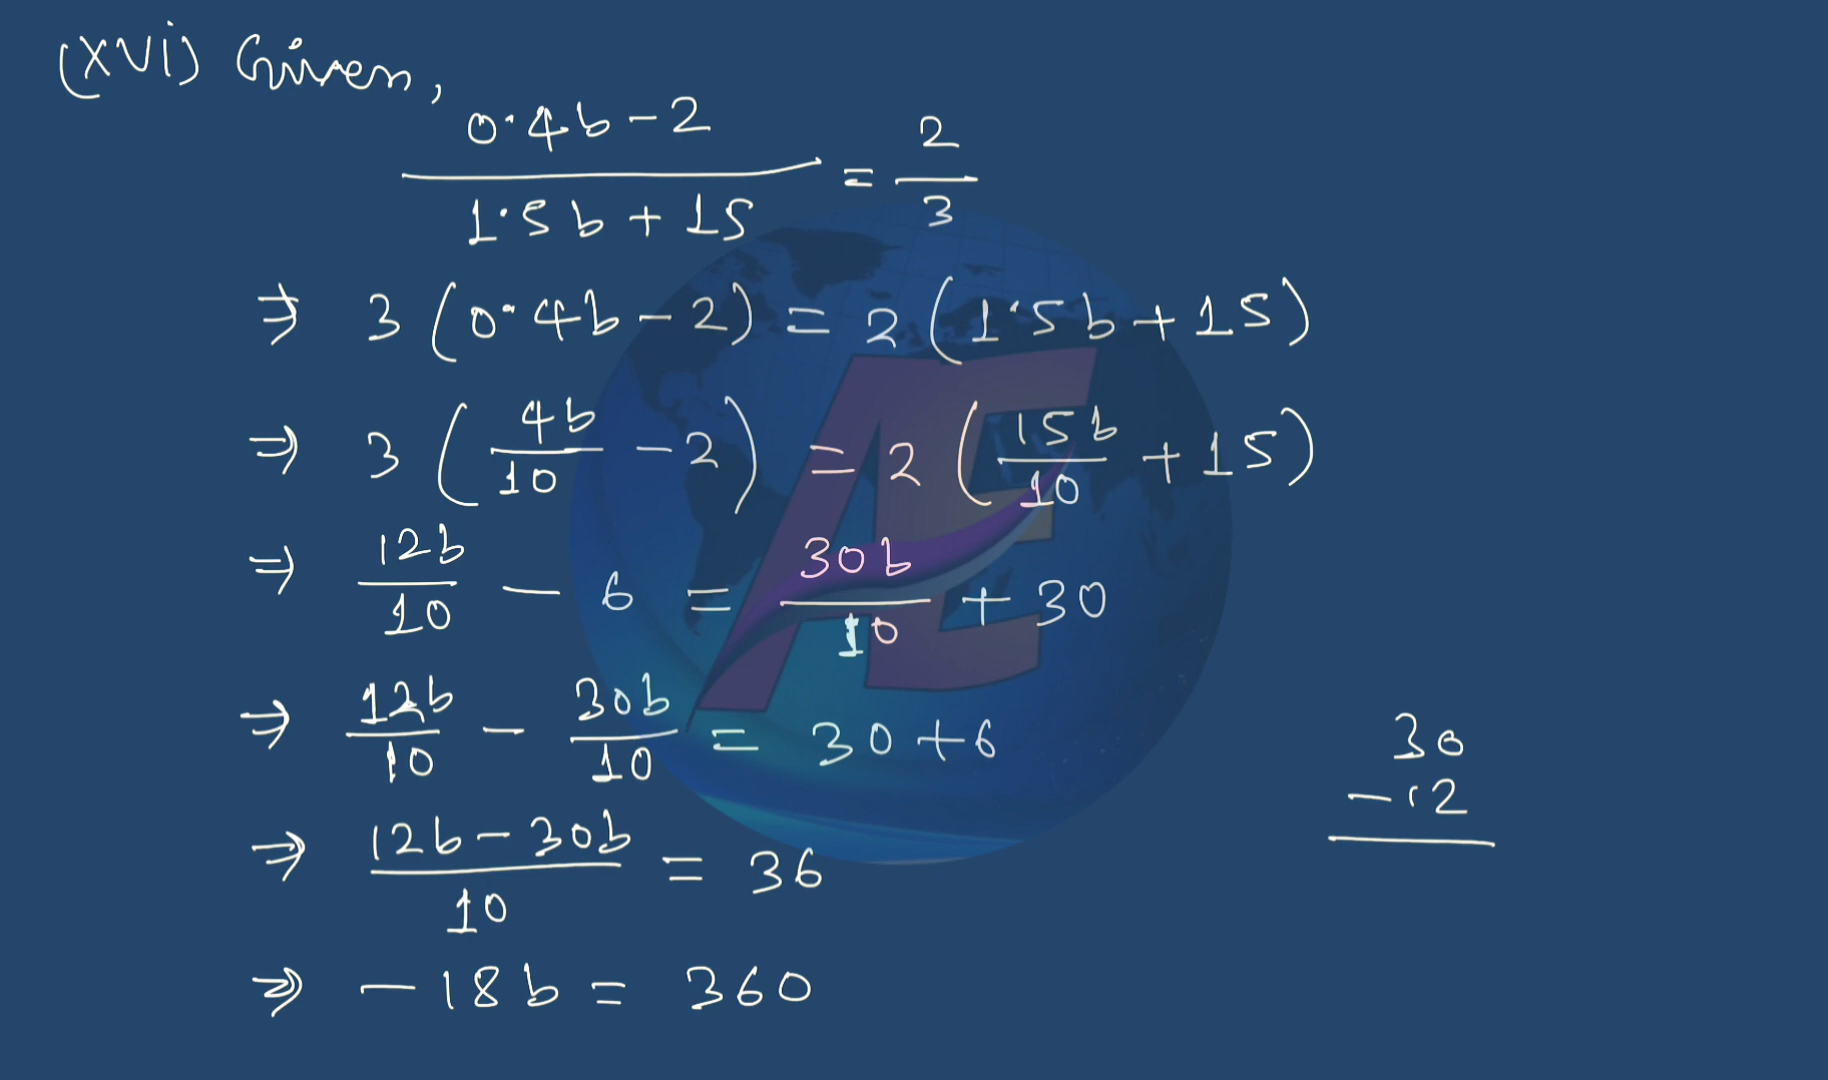 (xvi) Given,
0.4b-2 / 1.5b+15 = 2/3
⇒ 3(0.4b-2) = 2(1.5b+15)
⇒ 3(4b/10 -2) = 2(15b/10 +15)
⇒ 12b/10 - 6 = 30b/10 + 30
⇒ 12b/10 - 30b/10 = 30+6
30
-12
⇒ 12b-30b / 10 = 36
⇒ -18b = 360
AE